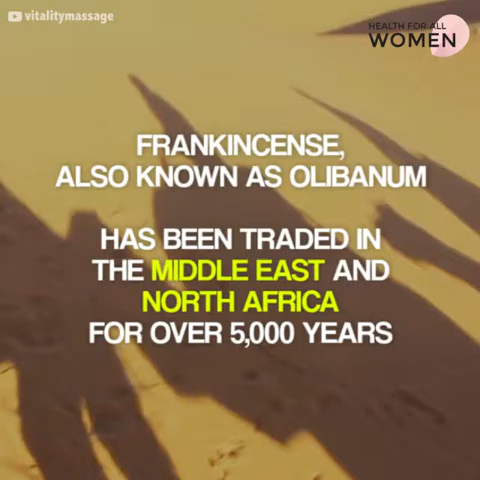 vitalitymassage
HEALTH FOR ALL
WOMEN
FRANKINCENSE,
ALSO KNOWN AS OLIBANUM
HAS BEEN TRADED IN
THE MIDDLE EAST AND
NORTH AFRICA
FOR OVER 5,000 YEARS